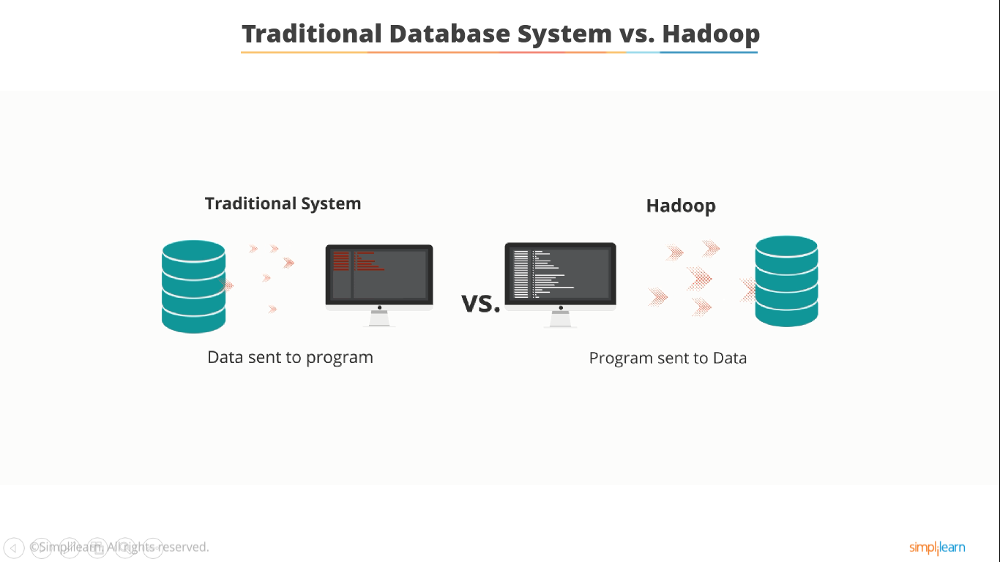 Traditional Database System vs. Hadoop
Traditional System
Hadoop
vs.
Data sent to program
Program sent to Data
©Simplilearn. All rights reserved.
simplilearn